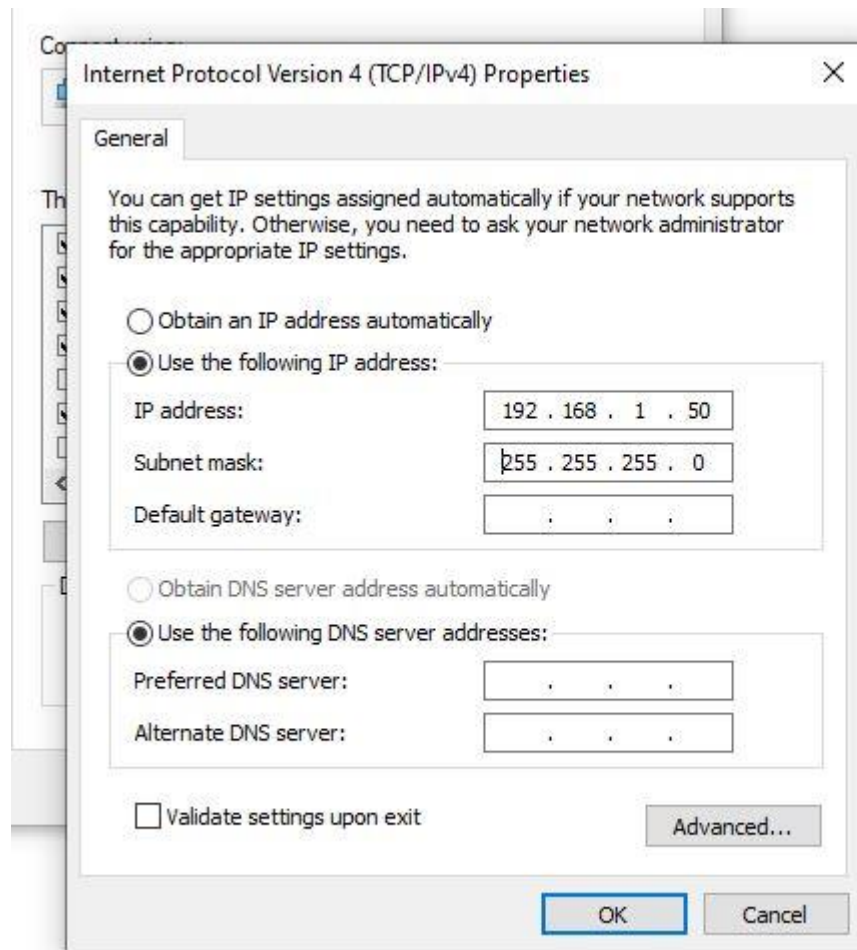 Internet Protocol Version 4 (TCP/IPv4) Properties
General
Th
You can get IP settings assigned automatically if your network supports
this capability. Otherwise, you need to ask your network administrator
for the appropriate IP settings.
Obtain an IP address automatically
Use the following IP address:
IP address: 192 . 168 . 1 . 50
Subnet mask: 255 . 255 . 255 . 0
Default gateway: . . .
Obtain DNS server address automatically
Use the following DNS server addresses:
Preferred DNS server: . . .
Alternate DNS server: . . .
Validate settings upon exit
Advanced...
OK Cancel